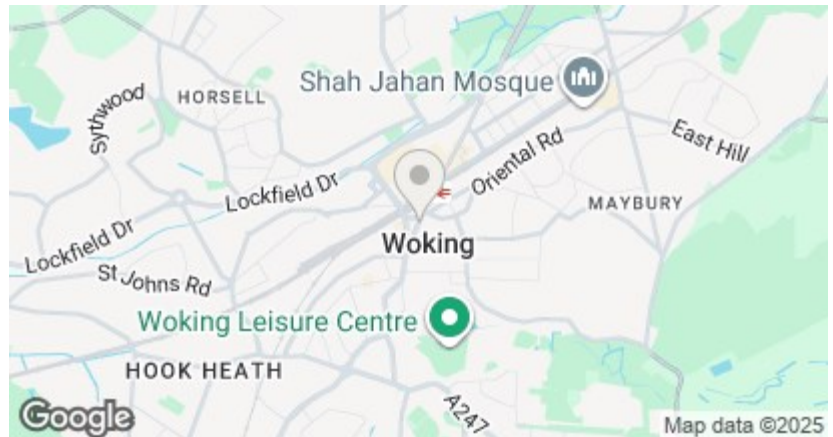 Shah Jahan Mosque
HORSELL
Sythwood
East Hill
Oriental Rd
Lockfield Dr
MAYBURY
Woking
Lockfield Dr
St Johns Rd
Woking Leisure Centre
HOOK HEATH
A247
Google
Map data ©2025